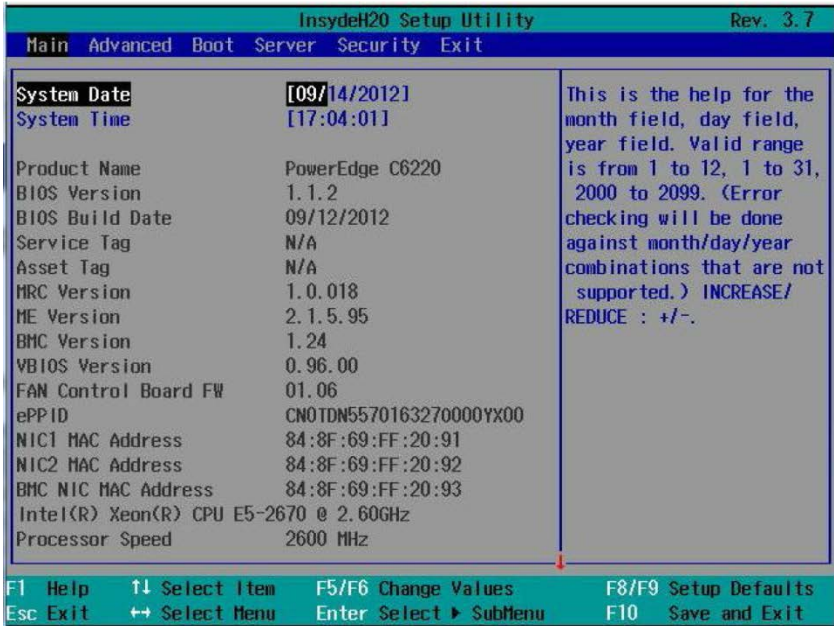 InsydeH20 Setup Utility Rev. 3.7
Main Advanced Boot Server Security Exit
System Date [09/14/2012]
System Time [17:04:01]
Product Name PowerEdge C6220
BIOS Version 1.1.2
BIOS Build Date 09/12/2012
Service Tag N/A
Asset Tag N/A
MRC Version 1.0.018
ME Version 2.1.5.95
BMC Version 1.24
VBIOS Version 0.96.00
FAN Control Board FW 01.06
ePPID CN0TDN5570163270000YX00
NIC1 MAC Address 84:8F:69:FF:20:91
NIC2 MAC Address 84:8F:69:FF:20:92
BMC NIC MAC Address 84:8F:69:FF:20:93
Intel(R) Xeon(R) CPU E5-2670 @ 2.60GHz
Processor Speed 2600 MHz
This is the help for the
month field, day field,
year field. Valid range
is from 1 to 12, 1 to 31,
2000 to 2099. (Error
checking will be done
against month/day/year
combinations that are not
supported.) INCREASE/
REDUCE : +/-.
F1 Help ↑↓ Select Item F5/F6 Change Values F8/F9 Setup Defaults
Esc Exit ↔ Select Menu Enter Select ▶ SubMenu F10 Save and Exit